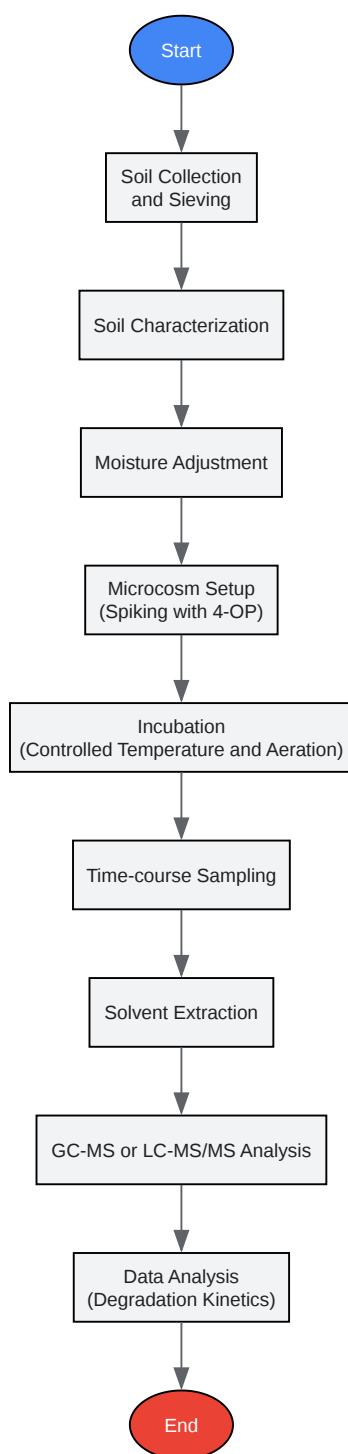 Start
Soil Collection
and Sieving
Soil Characterization
Moisture Adjustment
Microcosm Setup
(Spiking with 4-OP)
Incubation
(Controlled Temperature and Aeration)
Time-course Sampling
Solvent Extraction
GC-MS or LC-MS/MS Analysis
Data Analysis
(Degradation Kinetics)
End